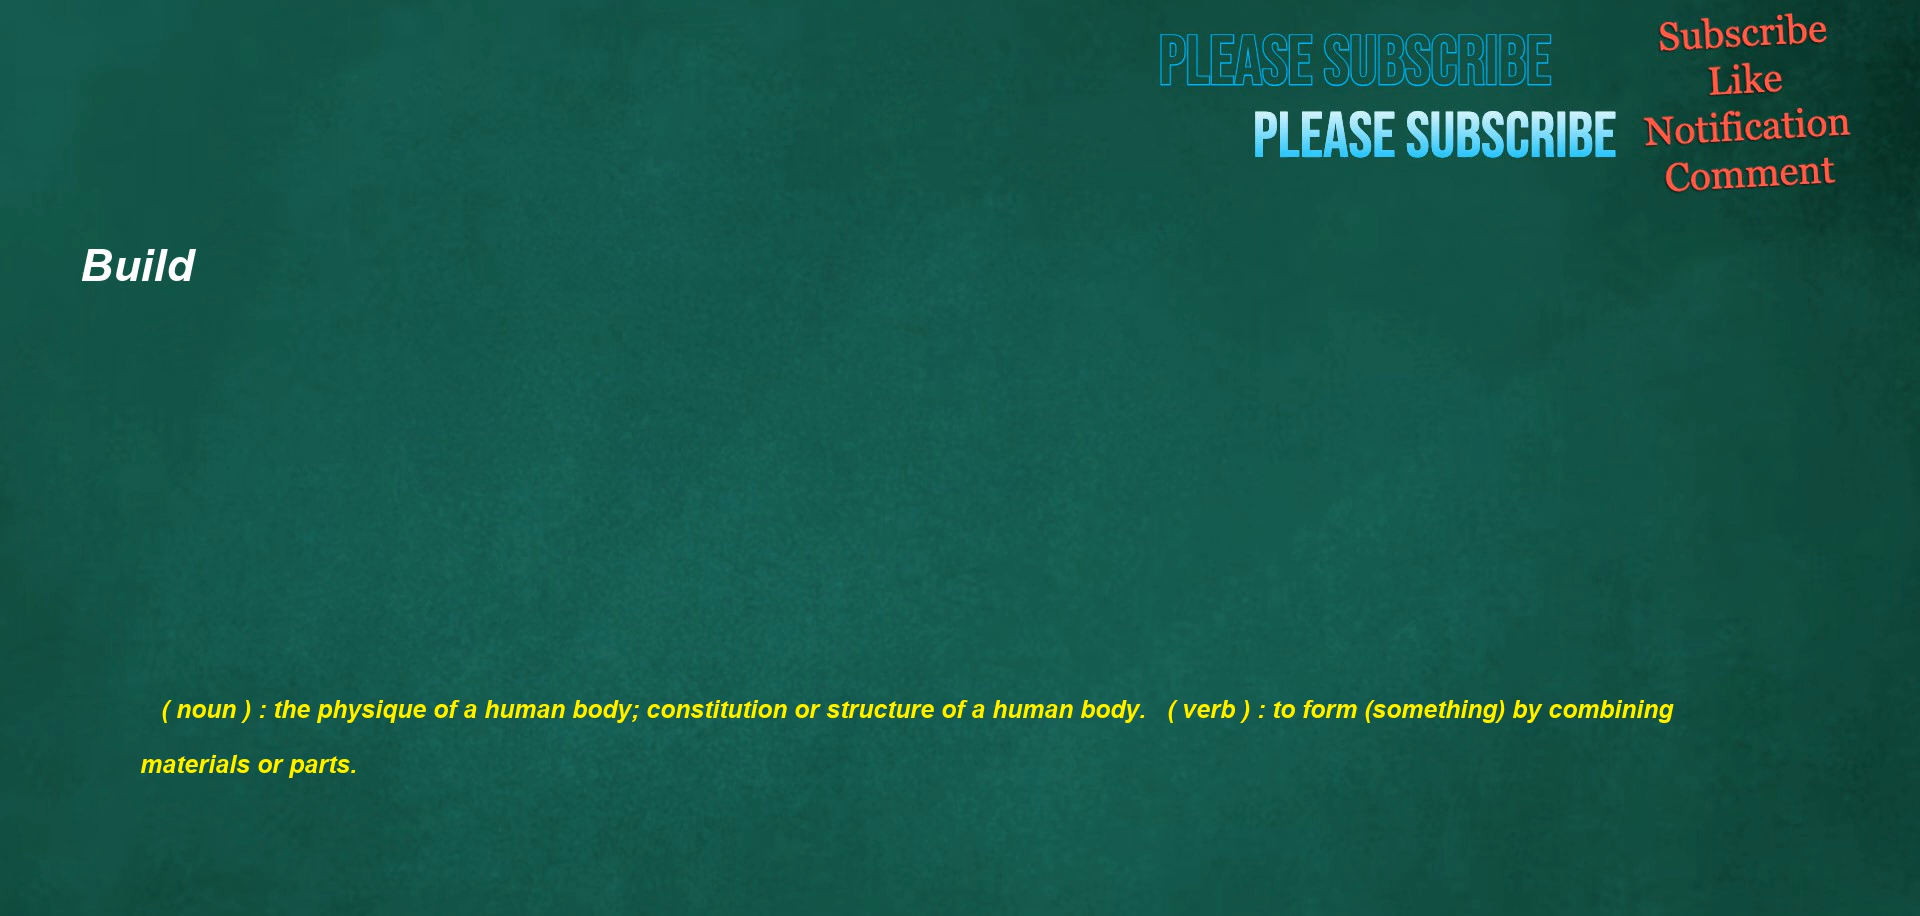 PLEASE SUBSCRIBE
PLEASE SUBSCRIBE
Subscribe
Like
Notification
Comment
Build
( noun ) : the physique of a human body; constitution or structure of a human body.   ( verb ) : to form (something) by combining
materials or parts.